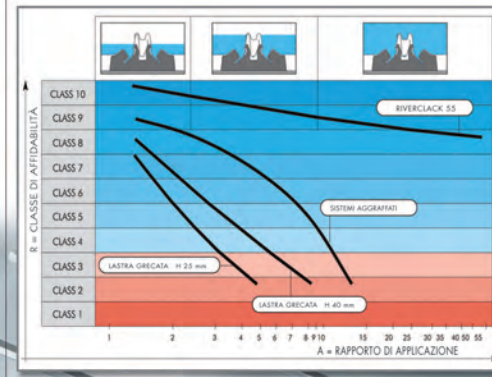 R = CLASSE DI AFFIDABILITÀ
CLASS 10
CLASS 9
CLASS 8
CLASS 7
CLASS 6
CLASS 5
CLASS 4
CLASS 3
CLASS 2
CLASS 1
RIVERCLACK 55
SISTEMI AGGRAFFATI
LASTRA GRECATA H 25 mm
LASTRA GRECATA H 40 mm
1 2 3 4 5 6 7 8 9 10 15 20 25 30 35 40 50 55
A = RAPPORTO DI APPLICAZIONE